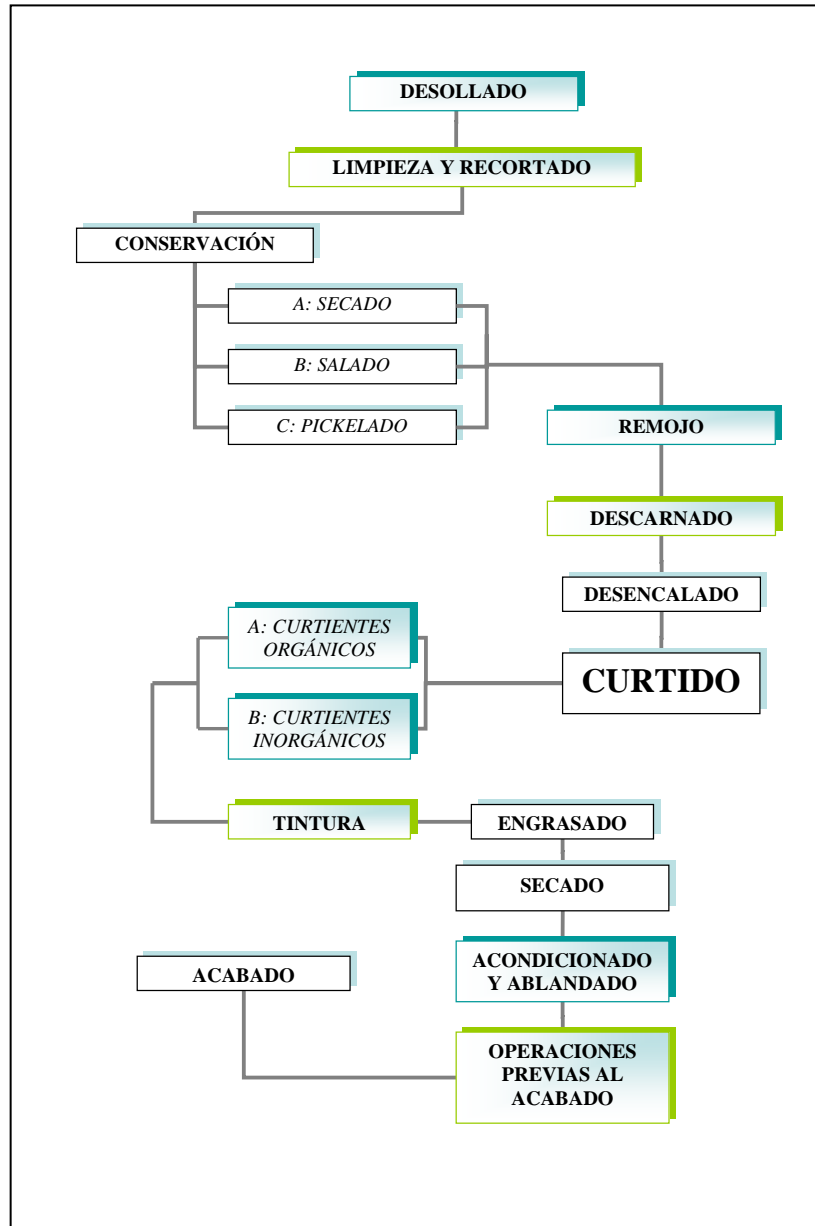 DESOLLADO
LIMPIEZA Y RECORTADO
CONSERVACIÓN
A: SECADO
B: SALADO
C: PICKELADO
REMOJO
DESCARNADO
DESENCALADO
CURTIDO
A: CURTIENTES
ORGÁNICOS
B: CURTIENTES
INORGÁNICOS
TINTURA
ENGRASADO
SECADO
ACONDICIONADO
Y ABLANDADO
OPERACIONES
PREVIAS AL
ACABADO
ACABADO